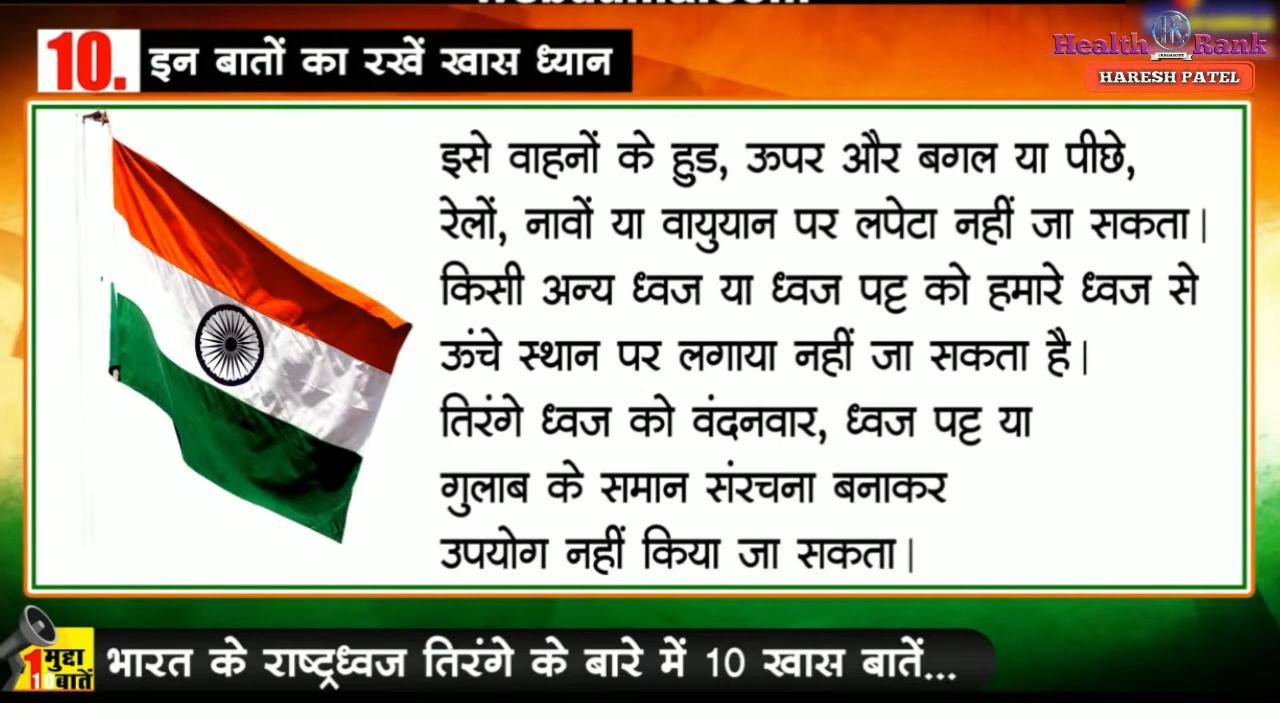 10. इन बातों का रखें खास ध्यान
Health Rank
HARESH PATEL
इसे वाहनों के हुड, ऊपर और बगल या पीछे,
रेलों, नावों या वायुयान पर लपेटा नहीं जा सकता।
किसी अन्य ध्वज या ध्वज पट्ट को हमारे ध्वज से
ऊंचे स्थान पर लगाया नहीं जा सकता है।
तिरंगे ध्वज को वंदनवार, ध्वज पट्ट या
गुलाब के समान संरचना बनाकर
उपयोग नहीं किया जा सकता।
1 मुद्दा
10 बातें
भारत के राष्ट्रध्वज तिरंगे के बारे में 10 खास बातें...